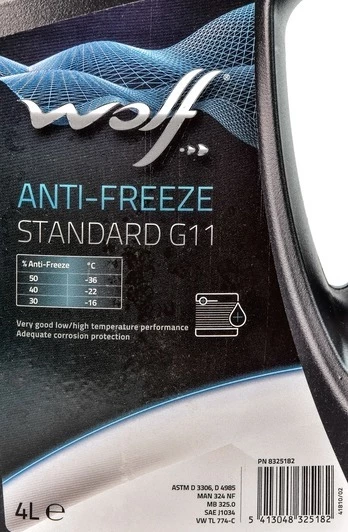 wolf®
ANTI-FREEZE
STANDARD G11
% Anti-Freeze °C
50 -36
40 -22
30 -16
Very good low/high temperature performance
Adequate corrosion protection
PN 8325182
ASTM D 3306, D 4985
MAN 324 NF
MB 325.0
SAE J1034
VW TL 774-C
5 413048 325182
41810/02
4L e